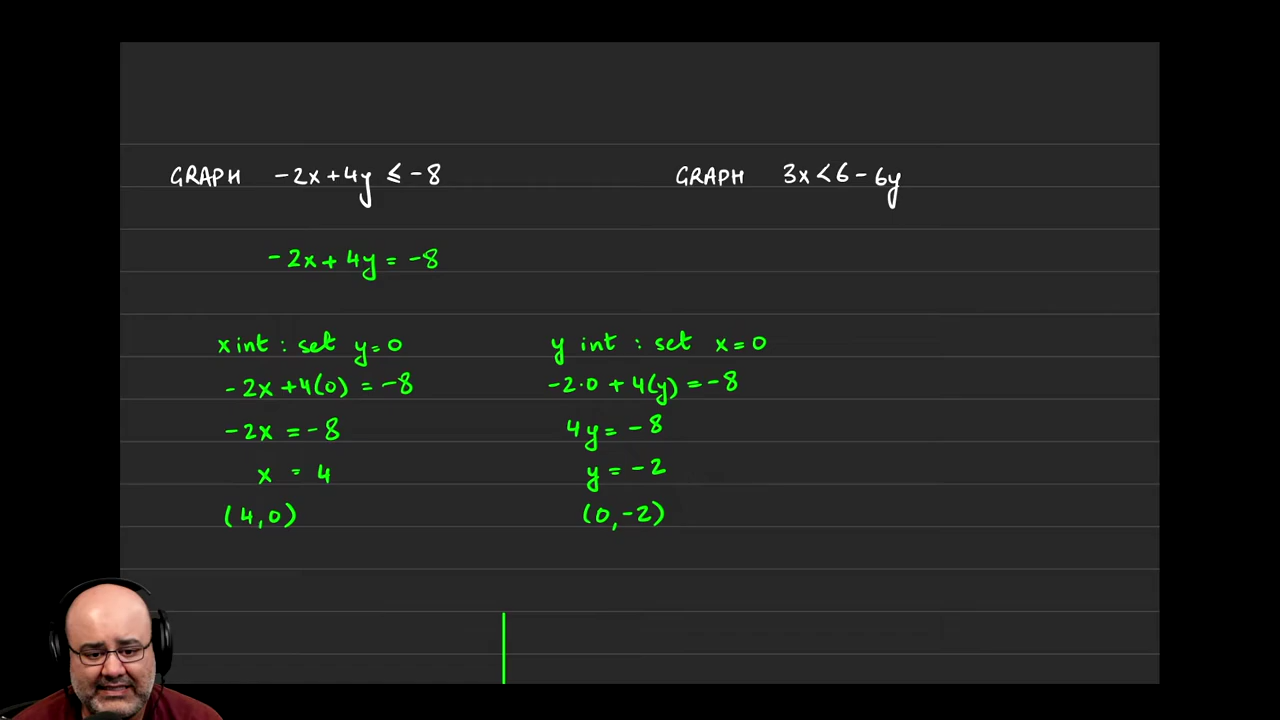 GRAPH -2x+4y ≤ -8
GRAPH 3x<6-6y
-2x+4y=-8
x int : set y=0
-2x+4(0)=-8
-2x=-8
x = 4
(4,0)
y int : set x=0
-2·0+4(y)=-8
4y=-8
y=-2
(0,-2)